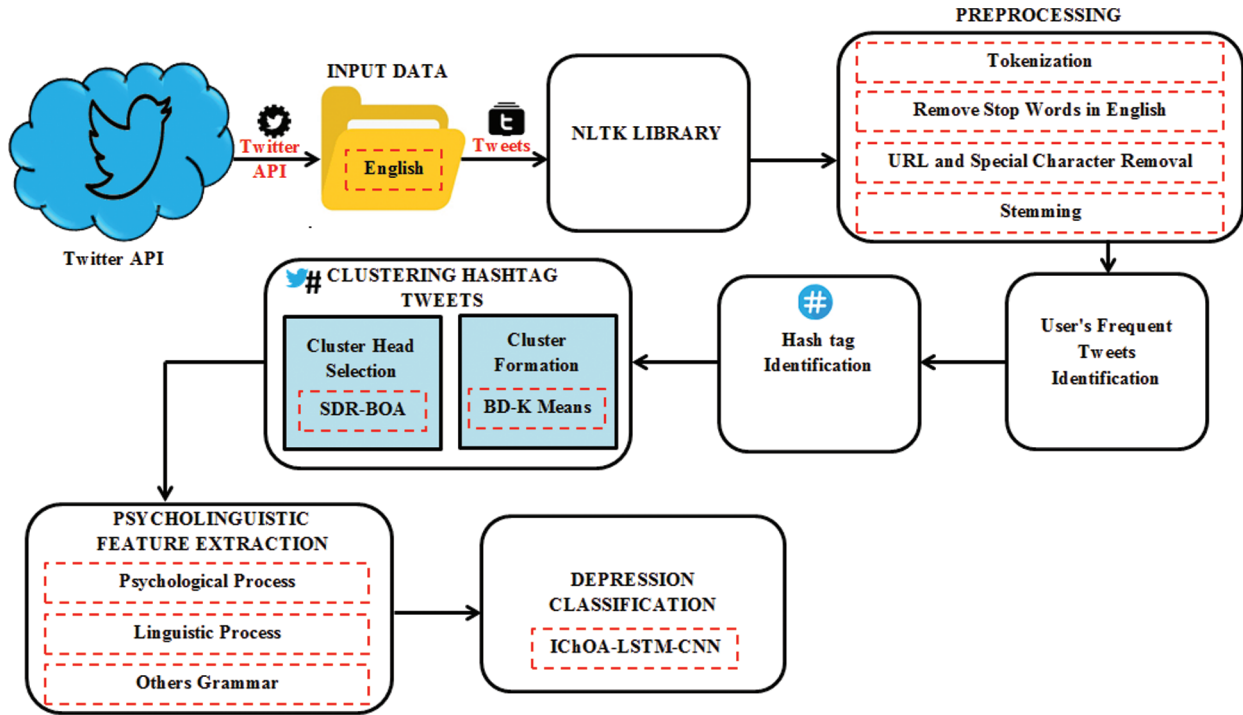 PREPROCESSING
INPUT DATA
Twitter API
Twitter
API
English
t
Tweets
NLTK LIBRARY
Tokenization
Remove Stop Words in English
URL and Special Character Removal
Stemming
User's Frequent
Tweets
Identification
#
Hash tag
Identification
# CLUSTERING HASHTAG
TWEETS
Cluster Head
Selection
SDR-BOA
Cluster
Formation
BD-K Means
PSYCHOLINGUISTIC
FEATURE EXTRACTION
Psychological Process
Linguistic Process
Others Grammar
DEPRESSION
CLASSIFICATION
IChOA-LSTM-CNN